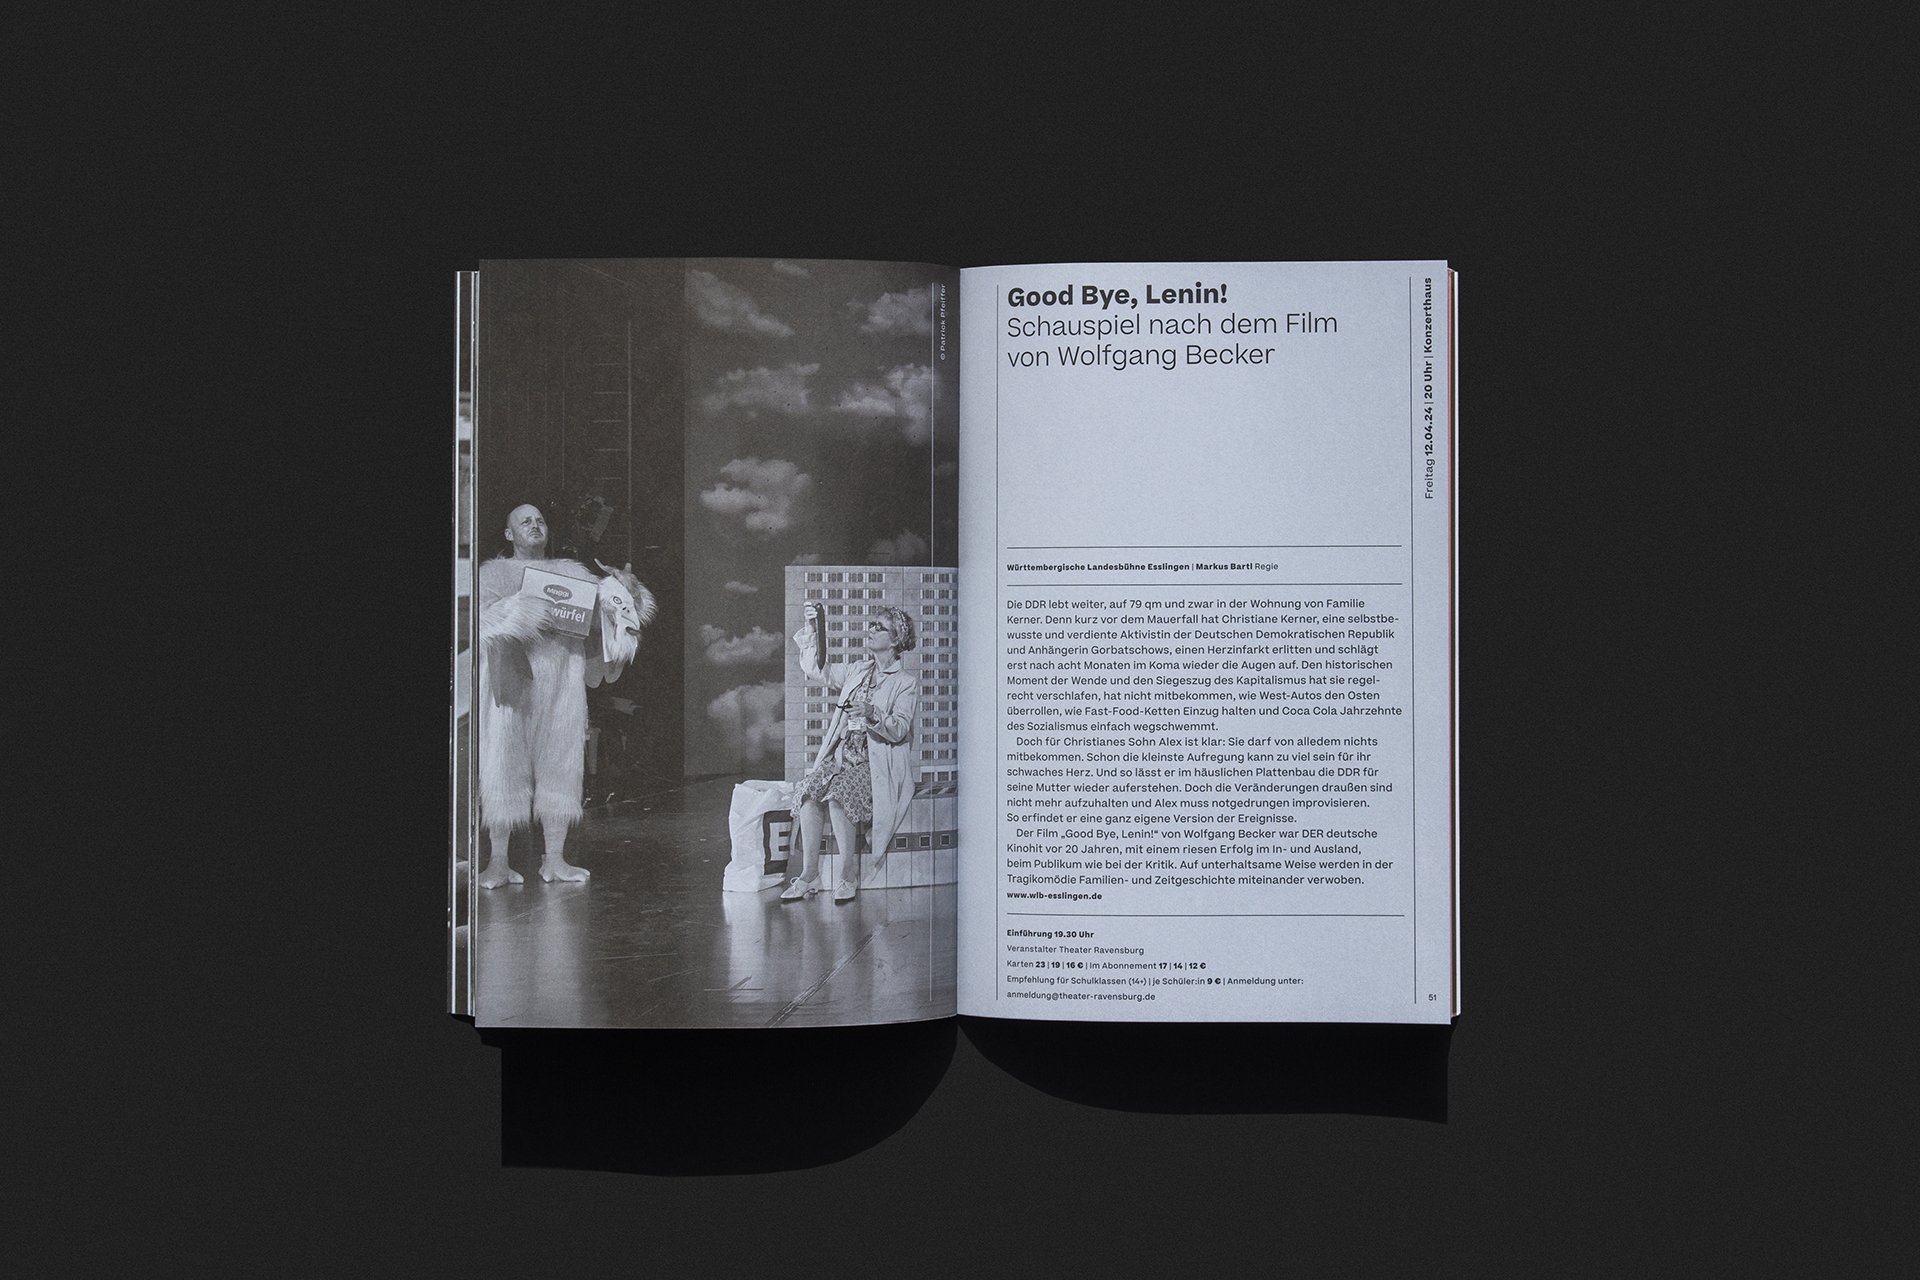 © Patrick Pfeiffer
Maggi
würfel
E
Good Bye, Lenin!
Schauspiel nach dem Film
von Wolfgang Becker
Freitag 12.04.24 | 20 Uhr | Konzerthaus
Württembergische Landesbühne Esslingen | Markus Bartl Regie
Die DDR lebt weiter, auf 79 qm und zwar in der Wohnung von Familie
Kerner. Denn kurz vor dem Mauerfall hat Christiane Kerner, eine selbstbe-
wusste und verdiente Aktivistin der Deutschen Demokratischen Republik
und Anhängerin Gorbatschows, einen Herzinfarkt erlitten und schlägt
erst nach acht Monaten im Koma wieder die Augen auf. Den historischen
Moment der Wende und den Siegeszug des Kapitalismus hat sie regel-
recht verschlafen, hat nicht mitbekommen, wie West-Autos den Osten
überrollen, wie Fast-Food-Ketten Einzug halten und Coca Cola Jahrzehnte
des Sozialismus einfach wegschwemmt.
Doch für Christianes Sohn Alex ist klar: Sie darf von alledem nichts
mitbekommen. Schon die kleinste Aufregung kann zu viel sein für ihr
schwaches Herz. Und so lässt er im häuslichen Plattenbau die DDR für
seine Mutter wieder auferstehen. Doch die Veränderungen draußen sind
nicht mehr aufzuhalten und Alex muss notgedrungen improvisieren.
So erfindet er eine ganz eigene Version der Ereignisse.
Der Film „Good Bye, Lenin!“ von Wolfgang Becker war DER deutsche
Kinohit vor 20 Jahren, mit einem riesen Erfolg im In- und Ausland,
beim Publikum wie bei der Kritik. Auf unterhaltsame Weise werden in der
Tragikomödie Familien- und Zeitgeschichte miteinander verwoben.
www.wlb-esslingen.de
Einführung 19.30 Uhr
Veranstalter Theater Ravensburg
Karten 23 | 19 | 16 € | Im Abonnement 17 | 14 | 12 €
Empfehlung für Schulklassen (14+) | je Schüler:in 9 € | Anmeldung unter:
anmeldung@theater-ravensburg.de
51